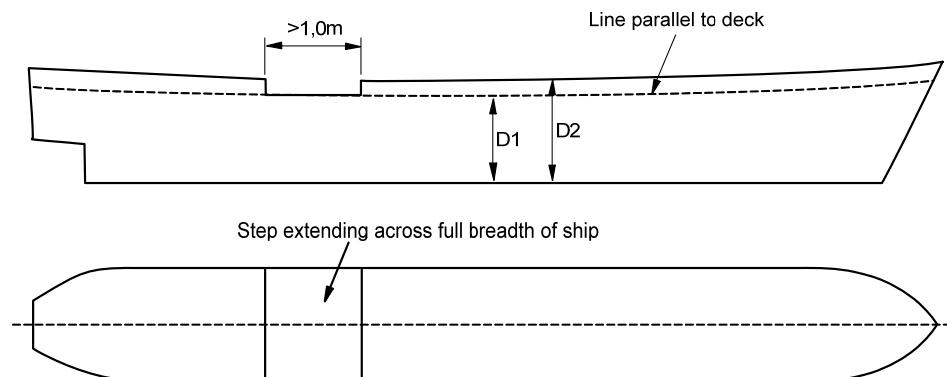 Line parallel to deck
>1,0m
D1
D2
Step extending across full breadth of ship